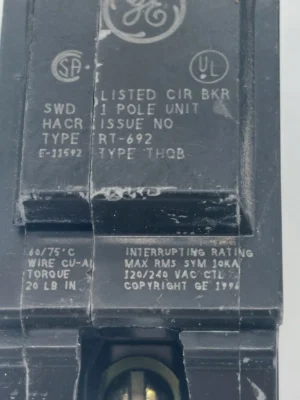 GE
SA
UL
LISTED CIR BKR
SWD 1 POLE UNIT
HACR ISSUE NO
TYPE RT-692
E-11592 TYPE THQB
60/75°C INTERRUPTING RATING
WIRE CU-Al MAX RMS SYM 10KA
TORQUE 120/240 VAC CTL
20 LB IN. COPYRIGHT GE 1994